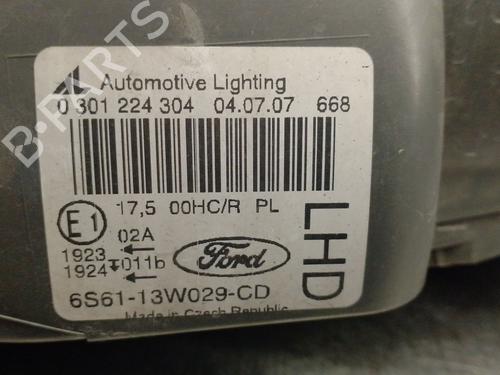 B-PARTS
Automotive Lighting
0 301 224 304 04.07.07 668
17,5 00HC/R PL
E1
02A
1923
1924 011b
Ford
LHD
6S61-13W029-CD
Made in Czech Republic